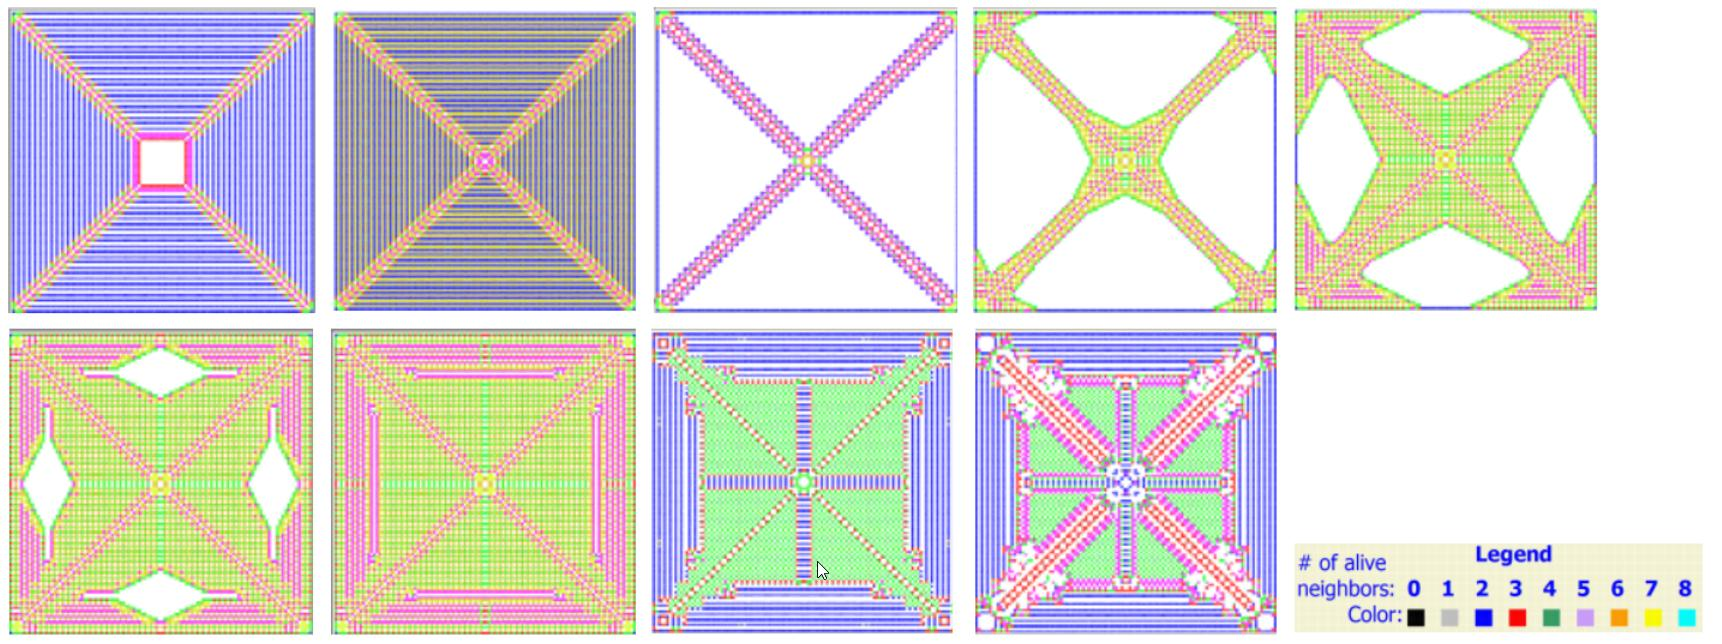 Legend
# of alive
neighbors: 0 1 2 3 4 5 6 7 8
Color: